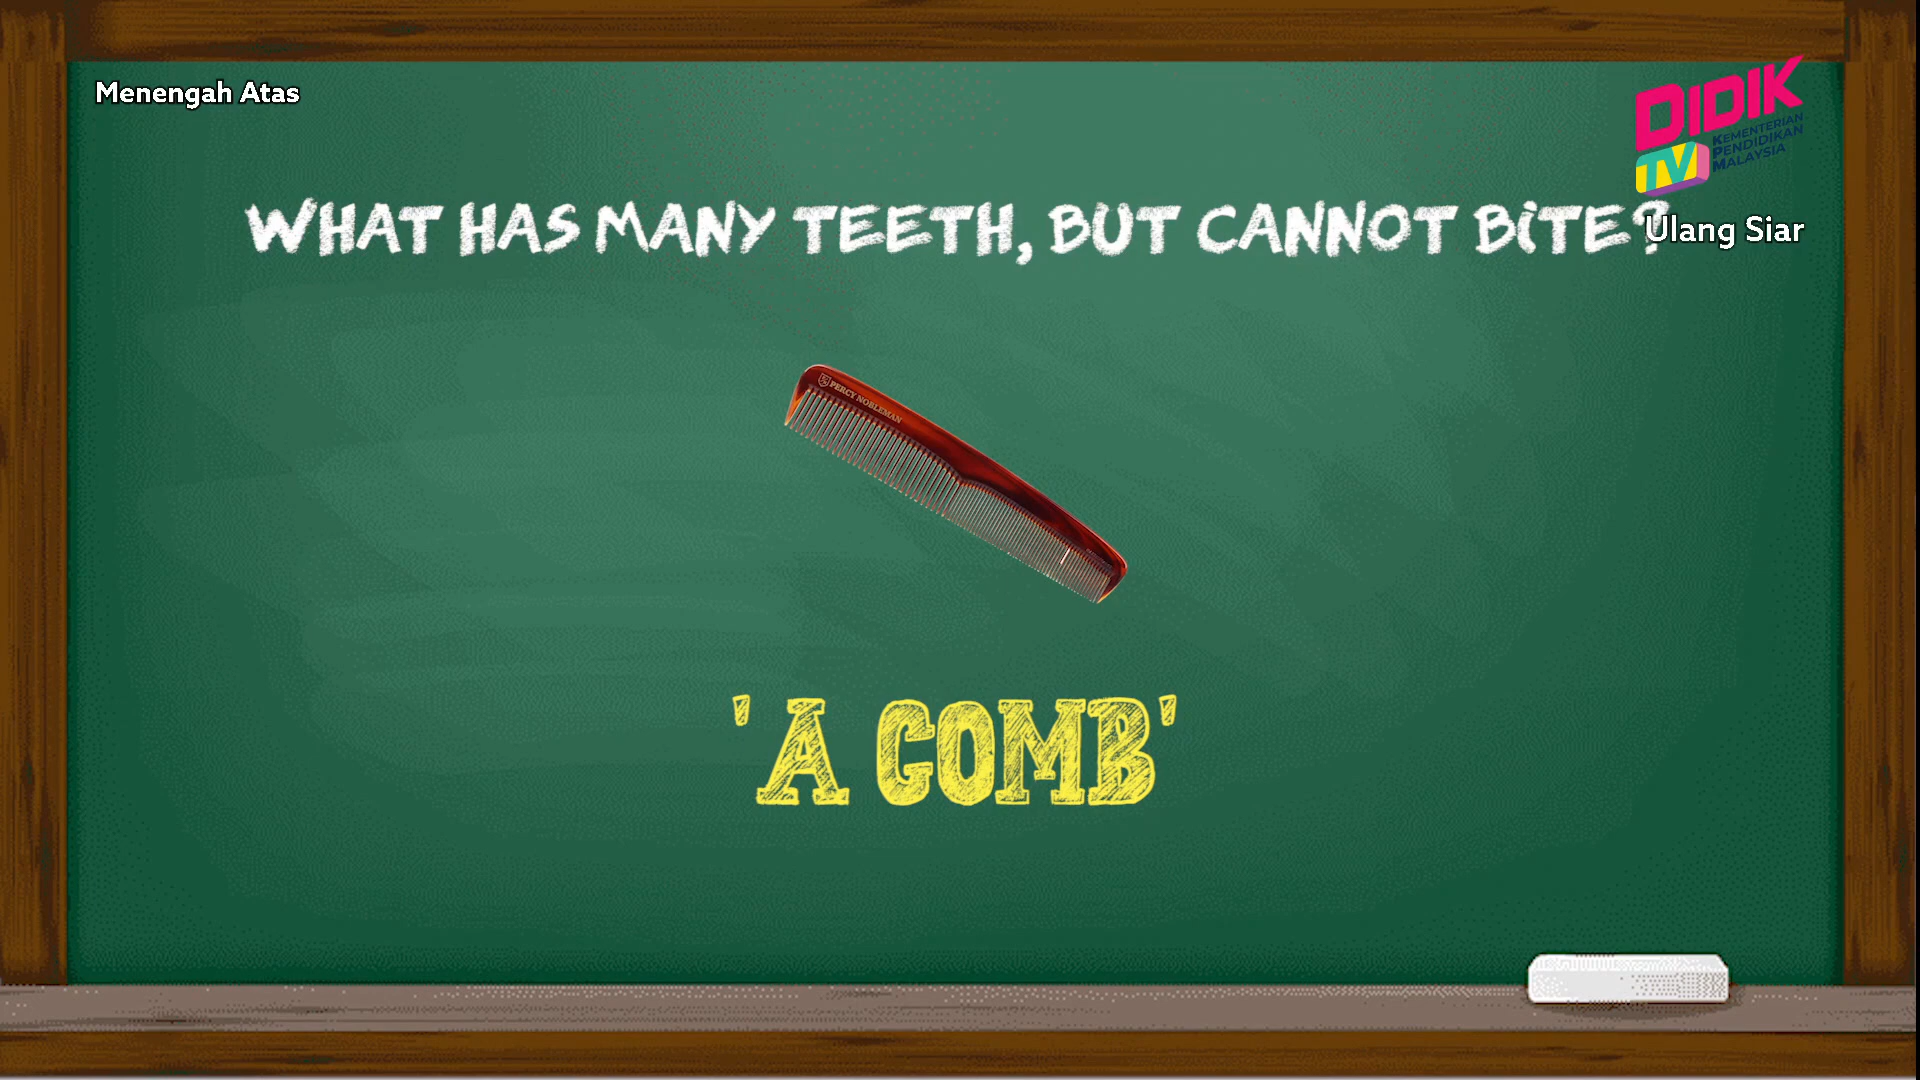 Menengah Atas
DIDIK
TV
KEMENTERIAN
PENDIDIKAN
MALAYSIA
WHAT HAS MANY TEETH, BUT CANNOT BITE?
Ulang Siar
PERCY NOBLEMAN
'A COMB'